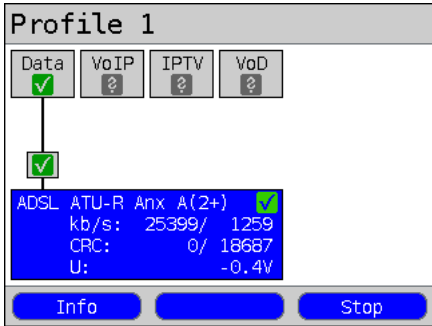 Profile 1
Data VoIP IPTV VoD
ADSL ATU-R Anx A(2+)
kb/s: 25399/ 1259
CRC: 0/ 18687
U: -0.4V
Info Stop